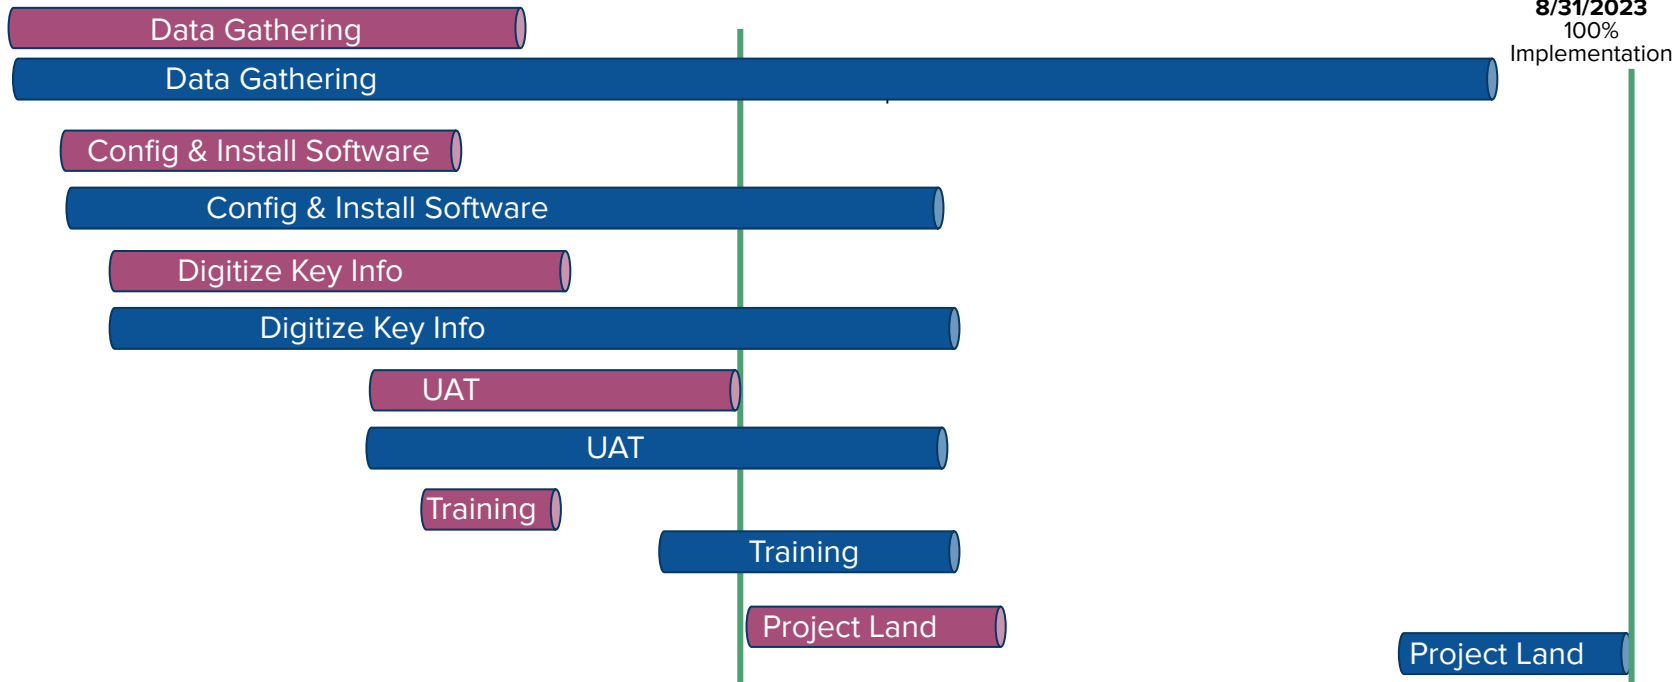 8/31/2023
100%
Implementation
Data Gathering
Data Gathering
Config & Install Software
Config & Install Software
Digitize Key Info
Digitize Key Info
UAT
UAT
Training
Training
Project Land
Project Land